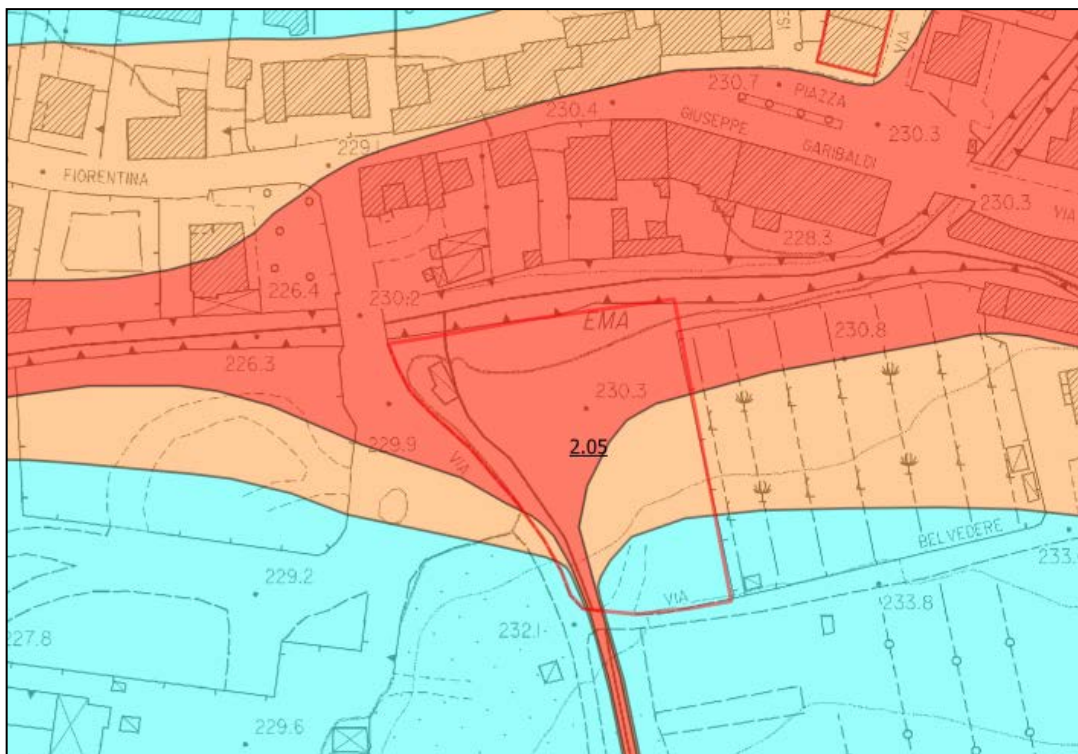 VIA
230.7
PIAZZA
230.4
230.3
GIUSEPPE
GARIBALDI
229.1
FIORENTINA
230.3
VIA
228.3
226.4
230.2
EMA
230.8
226.3
230.3
229.9
VIA
2.05
BELVEDERE
229.2
VIA
233.8
232.1
227.8
229.6